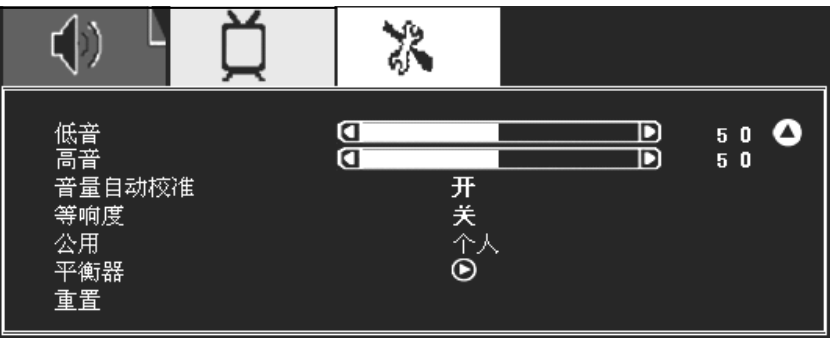 低音 50
高音 50
音量自动校准 开
等响度 关
公用 个人
平衡器
重置